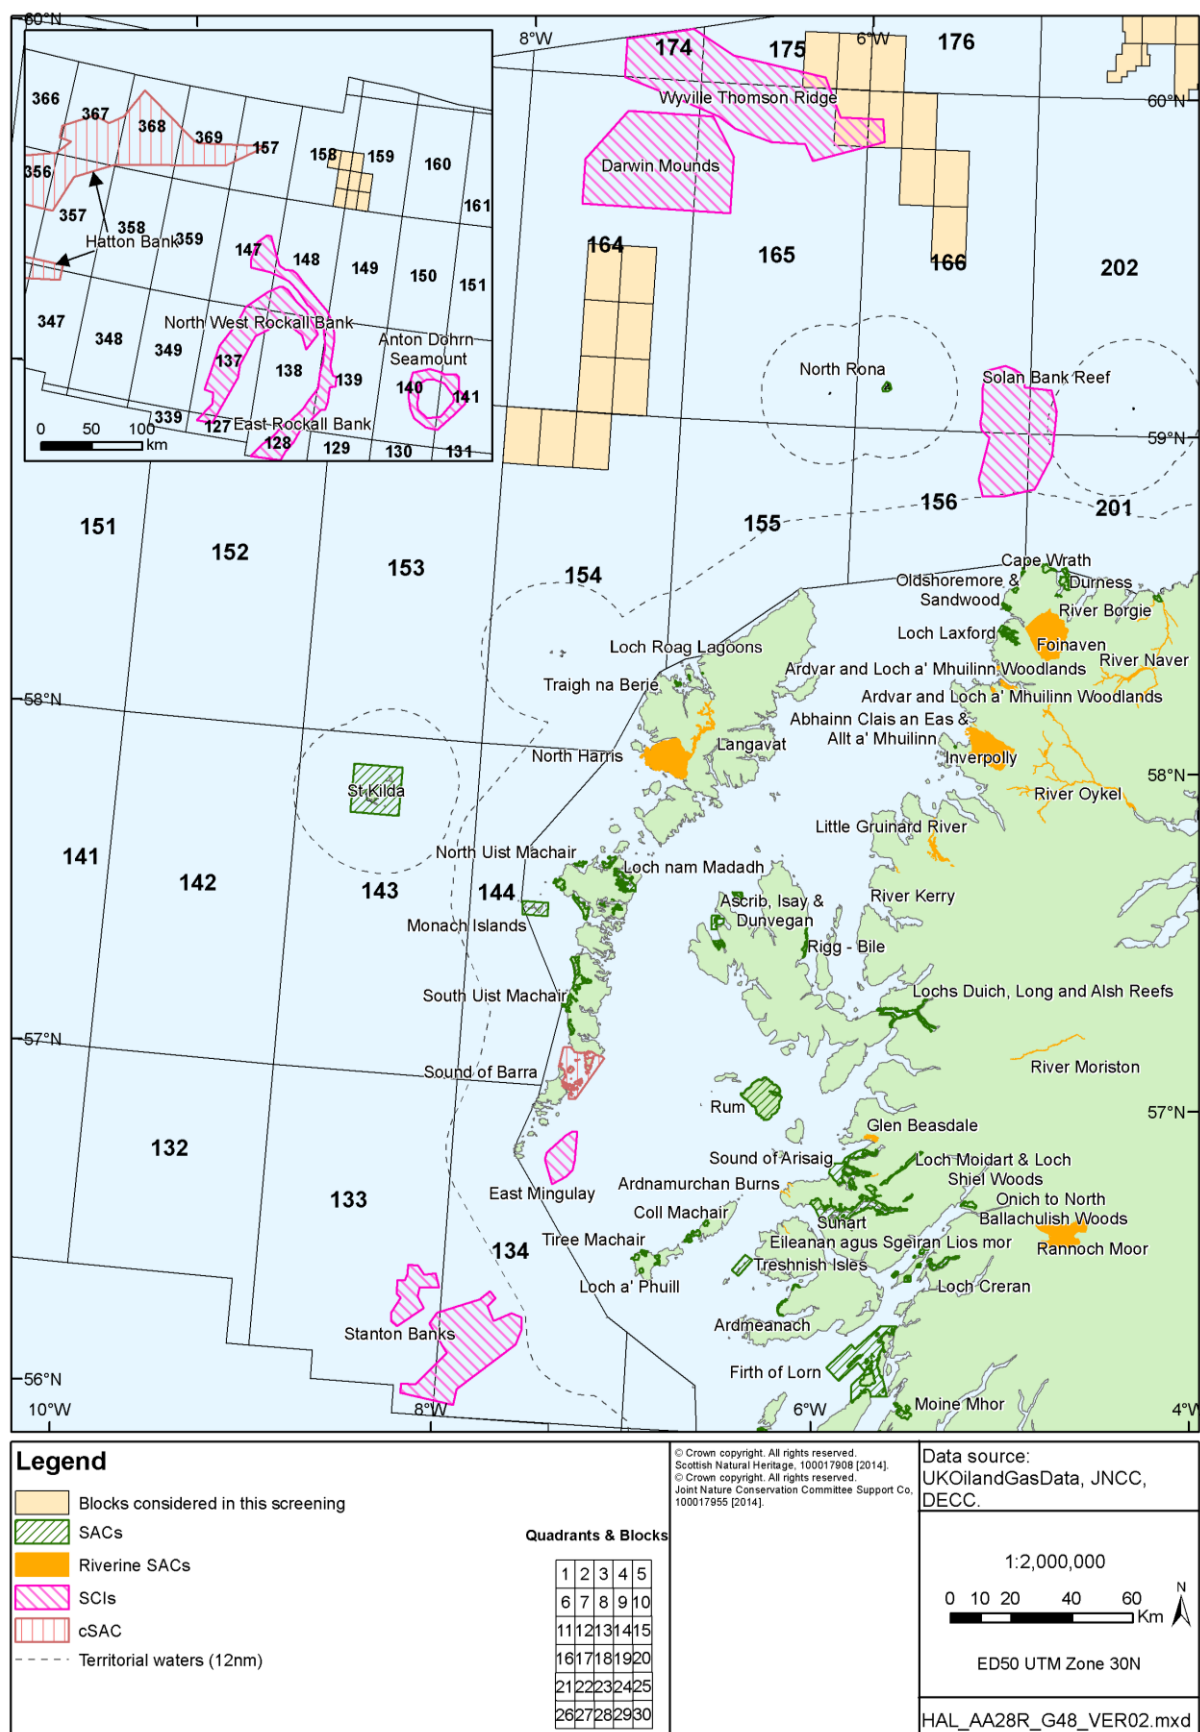 60°N
8°W
6°W
174
175
176
60°N
Wyville Thomson Ridge
Darwin Mounds
366
367
368
369
157
158
159
160
161
356
357
358
359
Hatton Bank
147
148
149
150
151
347
348
349
North West Rockall Bank
Anton Dohrn
Seamount
137
138
139
140
141
339
127
East Rockall Bank
128
129
130
131
0 50 100
km
164
165
166
202
North Rona
Solan Bank Reef
59°N
151
152
153
154
155
156
201
Cape Wrath
Oldshoremore &
Sandwood
Durness
River Borgie
Loch Laxford
Foinaven
River Naver
Loch Roag Lagoons
Ardvar and Loch a' Mhuilinn Woodlands
Traigh na Berie
Ardvar and Loch a' Mhuilinn Woodlands
58°N
Abhainn Clais an Eas &
Allt a' Mhuilinn
Langavat
North Harris
Inverpolly
58°N
St Kilda
River Oykel
Little Gruinard River
141
142
143
144
North Uist Machair
Loch nam Madadh
River Kerry
Ascrib, Isay &
Dunvegan
Monach Islands
Rigg - Bile
South Uist Machair
Lochs Duich, Long and Alsh Reefs
57°N
Sound of Barra
River Moriston
Rum
57°N
Glen Beasdale
132
133
134
Sound of Arisaig
Loch Moidart & Loch
Shiel Woods
East Mingulay
Ardnamurchan Burns
Onich to North
Ballachulish Woods
Coll Machair
Sunart
Tiree Machair
Eileanan agus Sgeiran Lios mor
Rannoch Moor
Treshnish Isles
Loch a' Phuill
Loch Creran
Stanton Banks
Ardmeanach
Firth of Lorn
56°N
Moine Mhor
10°W
8°W
6°W
4°W
Legend
Blocks considered in this screening
SACs
Riverine SACs
SCIs
cSAC
Territorial waters (12nm)
Quadrants & Blocks
1 2 3 4 5
6 7 8 9 10
11 12 13 14 15
16 17 18 19 20
21 22 23 24 25
26 27 28 29 30
© Crown copyright. All rights reserved.
Scottish Natural Heritage, 100017908 [2014].
© Crown copyright. All rights reserved.
Joint Nature Conservation Committee Support Co,
100017955 [2014].
Data source:
UKOilandGasData, JNCC,
DECC.
1:2,000,000
0 10 20 40 60
Km
N
ED50 UTM Zone 30N
HAL_AA28R_G48_VER02.mxd